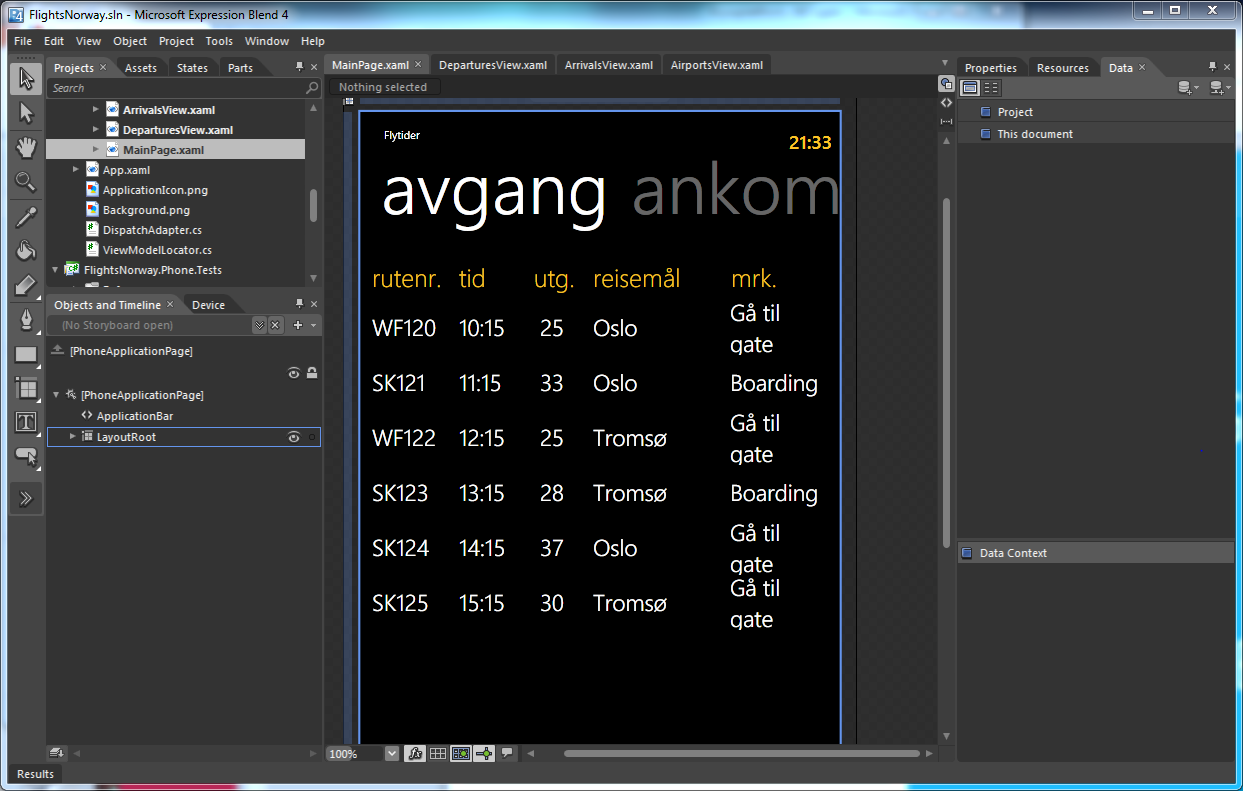 FlightsNorway.sln - Microsoft Expression Blend 4
File Edit View Object Project Tools Window Help
Projects Assets States Parts
Search
ArrivalsView.xaml
DeparturesView.xaml
MainPage.xaml
App.xaml
ApplicationIcon.png
Background.png
DispatchAdapter.cs
ViewModelLocator.cs
FlightsNorway.Phone.Tests
Objects and Timeline Device
(No Storyboard open)
[PhoneApplicationPage]
[PhoneApplicationPage]
ApplicationBar
LayoutRoot
MainPage.xaml DeparturesView.xaml ArrivalsView.xaml AirportsView.xaml
Nothing selected
Flytider
21:33
avgang ankom
rutenr. tid utg. reisemål mrk.
WF120 10:15 25 Oslo Gå til gate
SK121 11:15 33 Oslo Boarding
WF122 12:15 25 Tromsø Gå til gate
SK123 13:15 28 Tromsø Boarding
SK124 14:15 37 Oslo Gå til gate
SK125 15:15 30 Tromsø Gå til gate
100%
Properties Resources Data
Project
This document
Data Context
Results